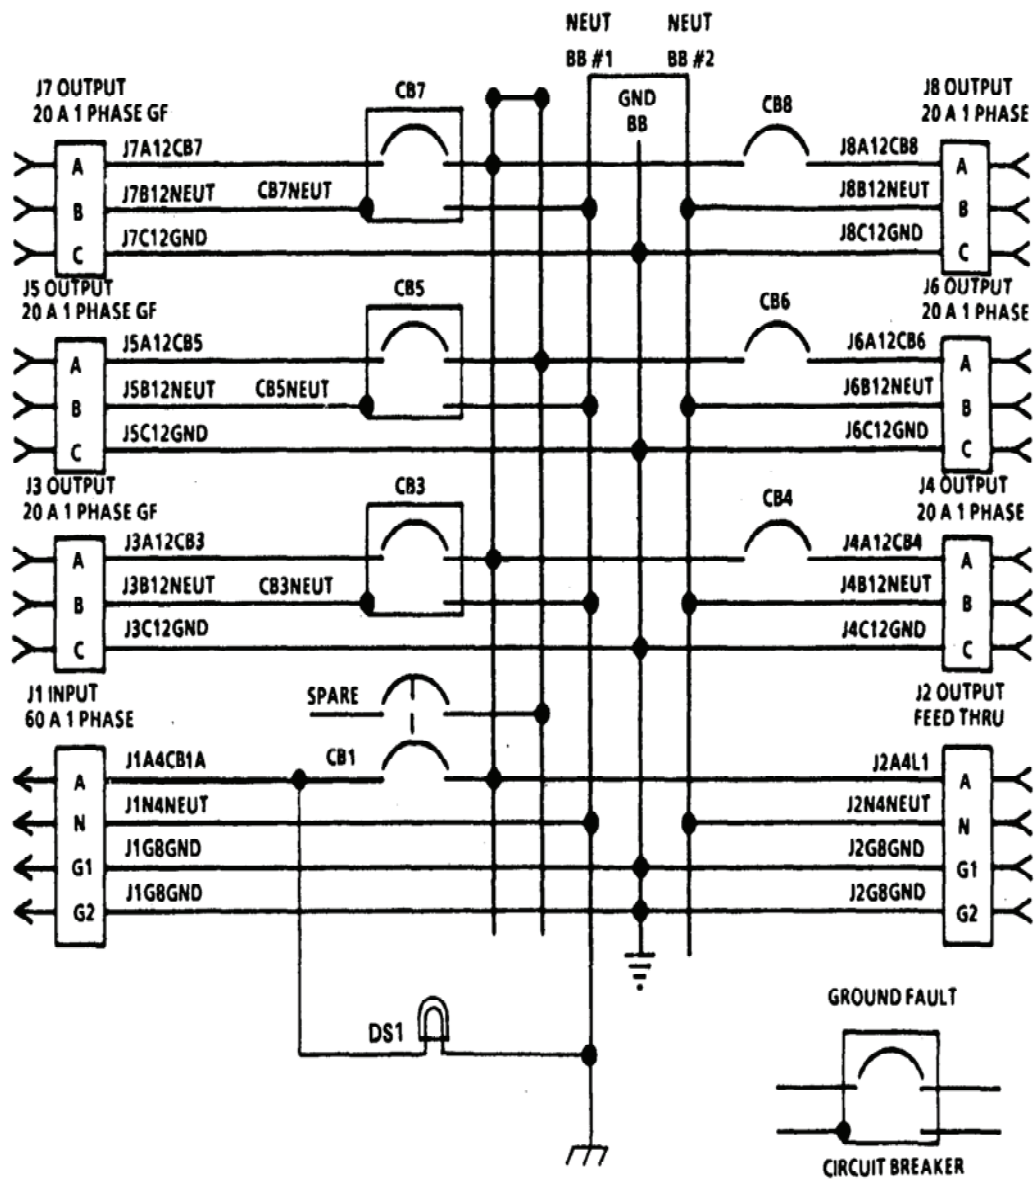 NEUT NEUT
BB #1 BB #2
J7 OUTPUT
20 A 1 PHASE GF
CB7
GND
BB
CB8
J8 OUTPUT
20 A 1 PHASE
A
J7A12CB7
J8A12CB8
A
B
J7B12NEUT
CB7NEUT
J8B12NEUT
B
C
J7C12GND
J8C12GND
C
J5 OUTPUT
20 A 1 PHASE GF
CB5
CB6
J6 OUTPUT
20 A 1 PHASE
A
J5A12CB5
J6A12CB6
A
B
J5B12NEUT
CB5NEUT
J6B12NEUT
B
C
J5C12GND
J6C12GND
C
J3 OUTPUT
20 A 1 PHASE GF
CB3
CB4
J4 OUTPUT
20 A 1 PHASE
A
J3A12CB3
J4A12CB4
A
B
J3B12NEUT
CB3NEUT
J4B12NEUT
B
C
J3C12GND
J4C12GND
C
J1 INPUT
60 A 1 PHASE
SPARE
J2 OUTPUT
FEED THRU
A
J1A4CB1A
CB1
J2A4L1
A
N
J1N4NEUT
J2N4NEUT
N
G1
J1G8GND
J2G8GND
G1
G2
J1G8GND
J2G8GND
G2
DS1
GROUND FAULT
CIRCUIT BREAKER